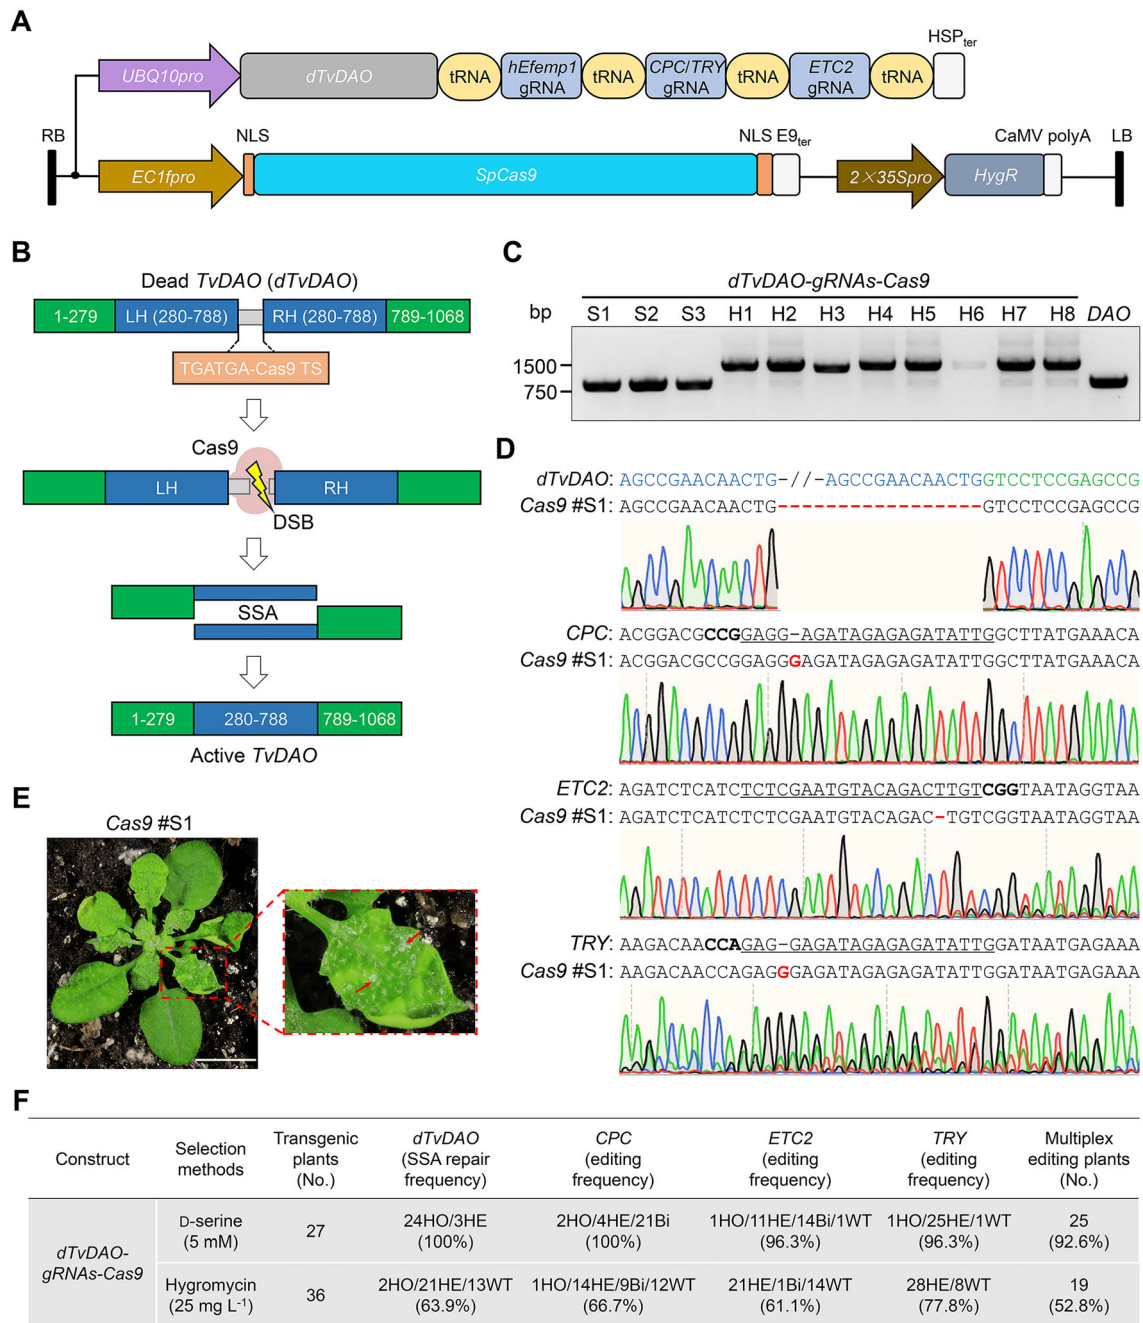 A
UBQ10pro dTvDAO tRNA hEfemp1 gRNA tRNA CPC/TRY gRNA tRNA ETC2 gRNA tRNA HSPter
RB NLS NLS E9ter CaMV polyA LB
EC1fpro SpCas9 2×35Spro HygR
B
Dead TvDAO (dTvDAO)
1-279 LH (280-788) RH (280-788) 789-1068
TGATGA-Cas9 TS
Cas9
LH RH
DSB
SSA
1-279 280-788 789-1068
Active TvDAO
C
dTvDAO-gRNAs-Cas9
bp S1 S2 S3 H1 H2 H3 H4 H5 H6 H7 H8 DAO
1500
750
D
dTvDAO: AGCCGAACAACTG-//-AGCCGAACAACTGGTCCTCCGAGCCG
Cas9 #S1: AGCCGAACAACTG-----------------GTCCTCCGAGCCG
CPC: ACGGACGCCGGAGG-AGATAGAGAGATATTGGCTTATGAAACA
Cas9 #S1: ACGGACGCCGGAGGGAGATAGAGAGATATTGGCTTATGAAACA
ETC2: AGATCTCATCTCTCGAATGTACAGACTTGTCGGTAATAGGTAA
Cas9 #S1: AGATCTCATCTCTCGAATGTACAGAC-TGTCGGTAATAGGTAA
TRY: AAGACAACCAGAG-GAGATAGAGAGATATTGGATAATGAGAAA
Cas9 #S1: AAGACAACCAGAGGGAGATAGAGAGATATTGGATAATGAGAAA
E
Cas9 #S1
F
Construct
Selection
methods
Transgenic
plants
(No.)
dTvDAO
(SSA repair
frequency)
CPC
(editing
frequency)
ETC2
(editing
frequency)
TRY
(editing
frequency)
Multiplex
editing plants
(No.)
dTvDAO-
gRNAs-Cas9
D-serine
(5 mM)
27
24HO/3HE
(100%)
2HO/4HE/21Bi
(100%)
1HO/11HE/14Bi/1WT
(96.3%)
1HO/25HE/1WT
(96.3%)
25
(92.6%)
Hygromycin
(25 mg L-1)
36
2HO/21HE/13WT
(63.9%)
1HO/14HE/9Bi/12WT
(66.7%)
21HE/1Bi/14WT
(61.1%)
28HE/8WT
(77.8%)
19
(52.8%)